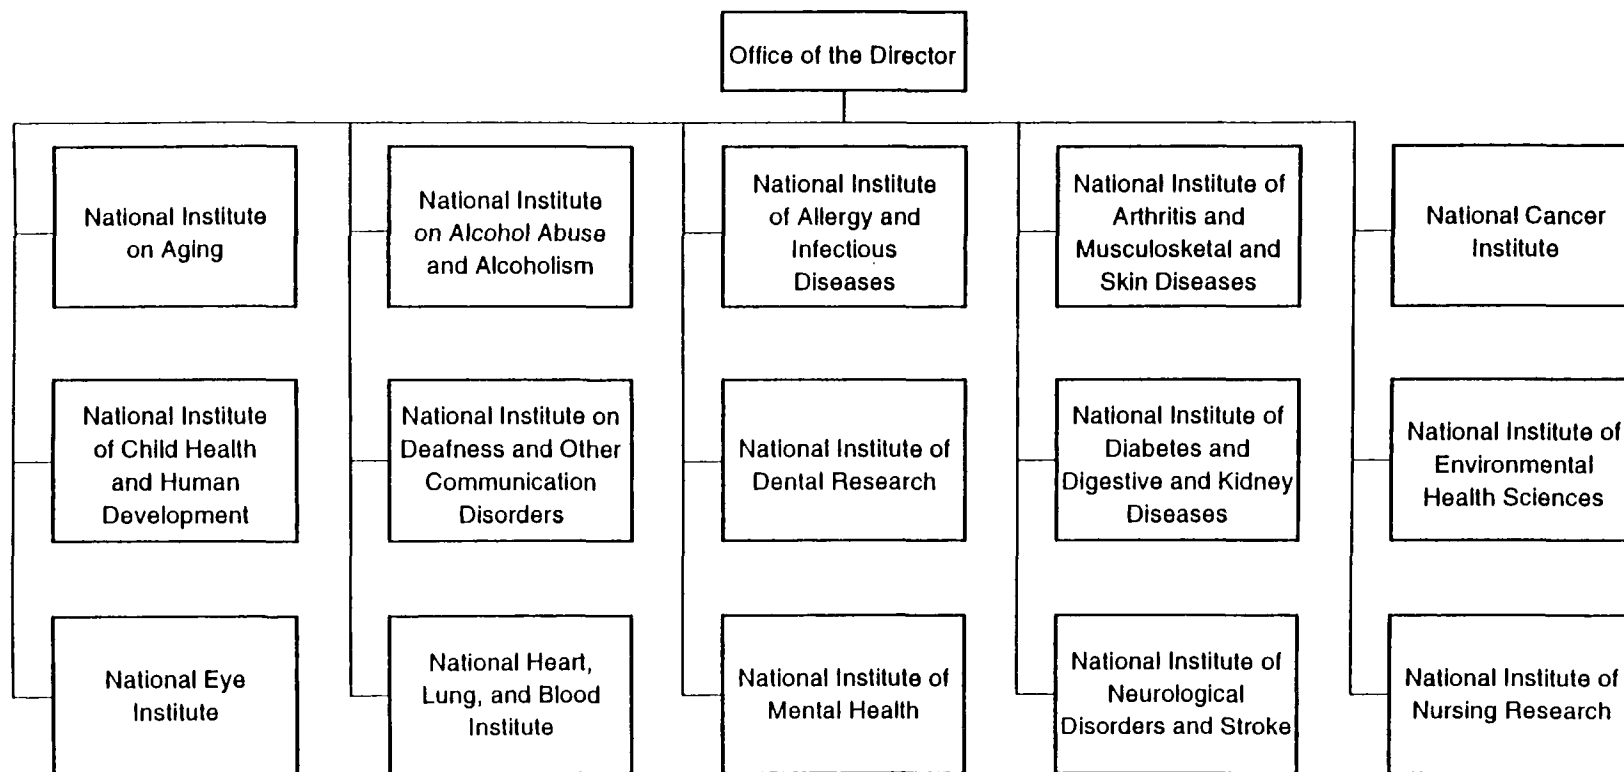 Office of the Director
National Institute
on Aging
National Institute
on Alcohol Abuse
and Alcoholism
National Institute
of Allergy and
Infectious
Diseases
National Institute of
Arthritis and
Musculosketal and
Skin Diseases
National Cancer
Institute
National Institute
of Child Health
and Human
Development
National Institute on
Deafness and Other
Communication
Disorders
National Institute of
Dental Research
National Institute of
Diabetes and
Digestive and Kidney
Diseases
National Institute of
Environmental
Health Sciences
National Eye
Institute
National Heart,
Lung, and Blood
Institute
National Institute of
Mental Health
National Institute of
Neurological
Disorders and Stroke
National Institute of
Nursing Research